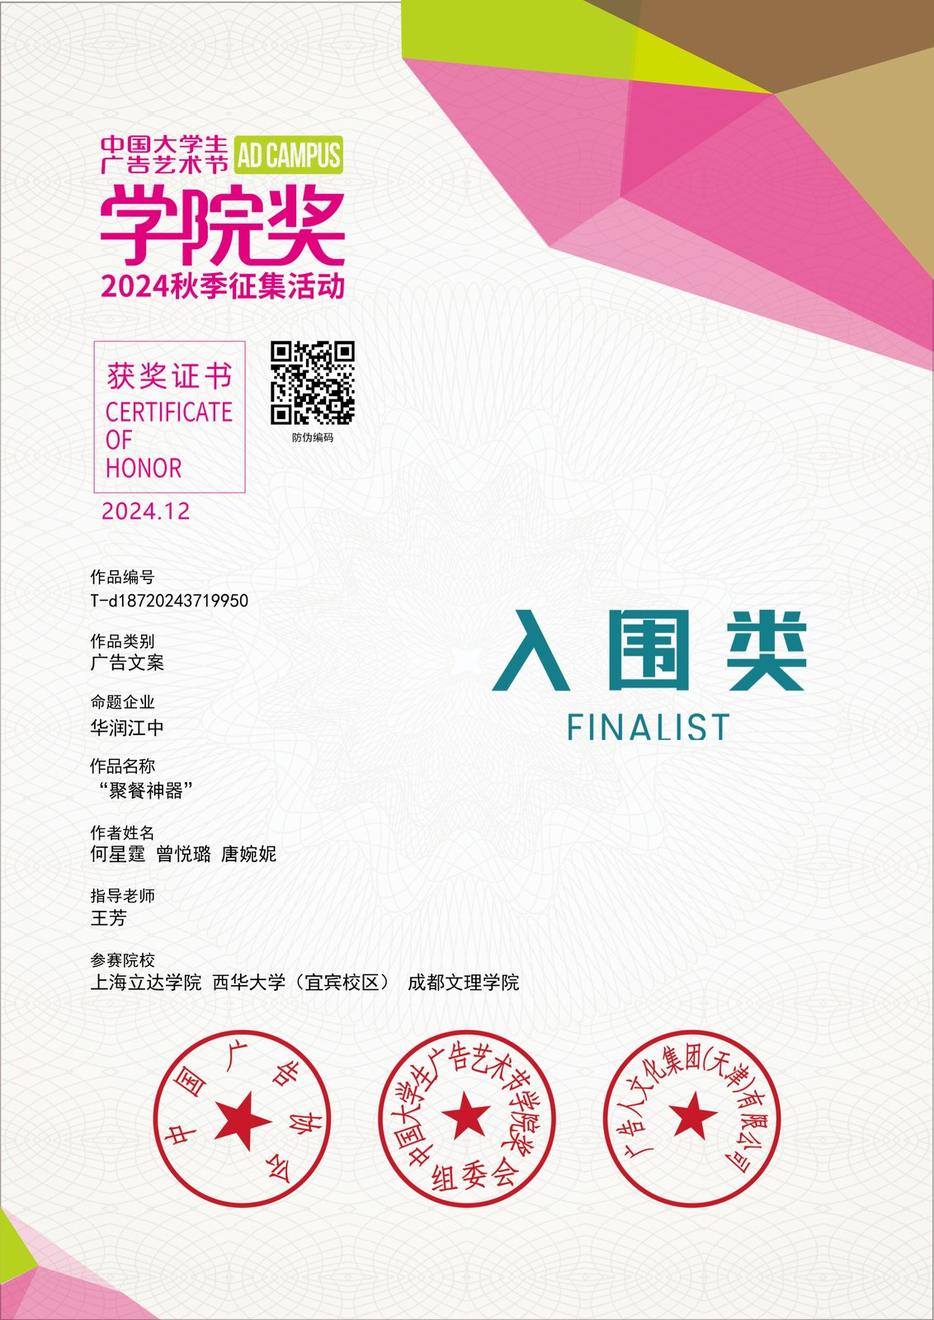 中国大学生
广告艺术节
AD CAMPUS
学院奖
2024秋季征集活动
获奖证书
CERTIFICATE
OF
HONOR
防伪编码
2024.12
作品编号
T-d18720243719950
作品类别
广告文案
命题企业
华润江中
作品名称
“聚餐神器”
作者姓名
何星霆 曾悦璐 唐婉妮
指导老师
王芳
参赛院校
上海立达学院 西华大学（宜宾校区） 成都文理学院
入围类
FINALIST
中国广告协会
中国大学生广告艺术节学院奖
组委会
广告人文化集团(天津)有限公司